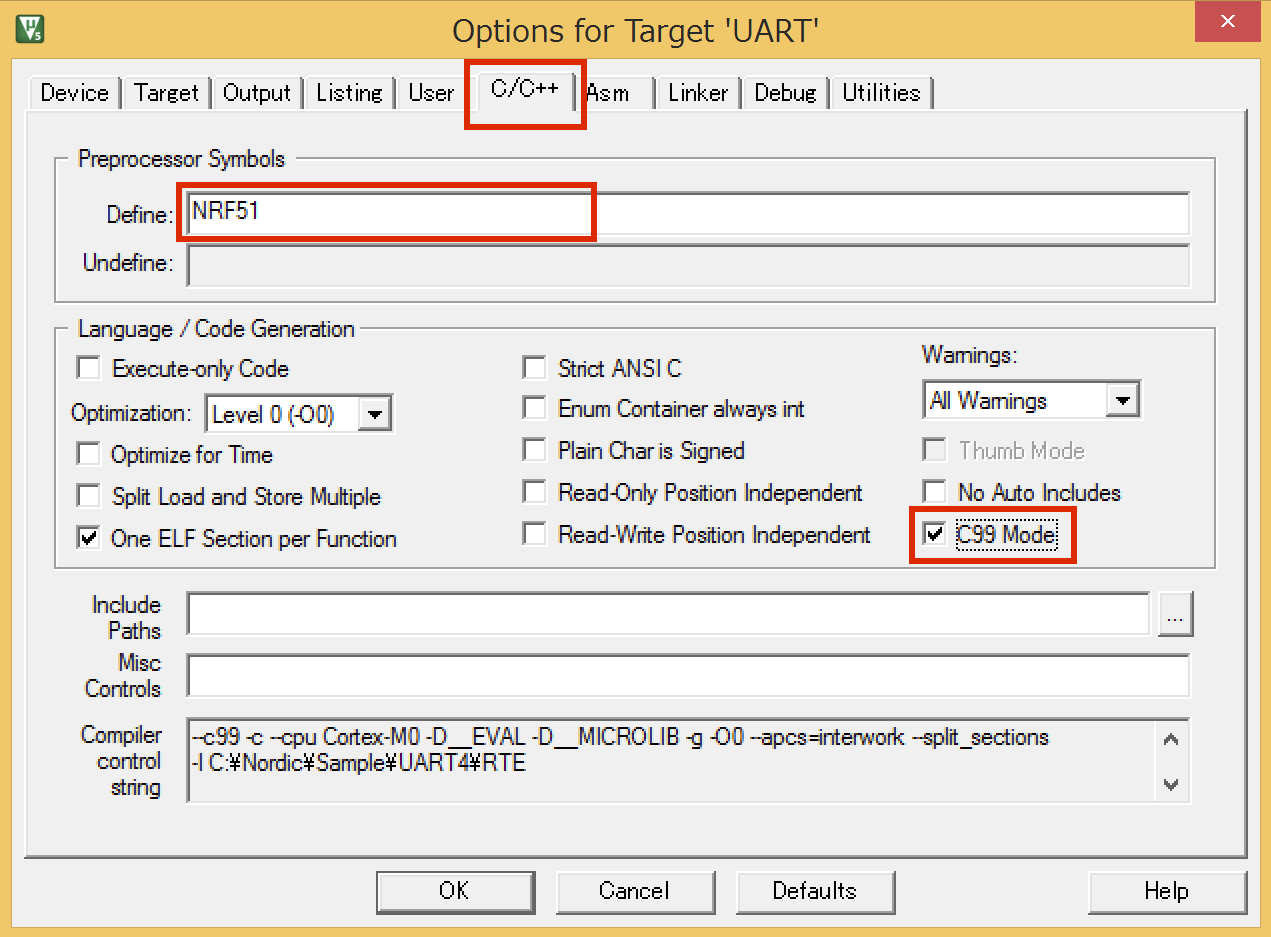 Options for Target 'UART'
Device Target Output Listing User C/C++ Asm Linker Debug Utilities
Preprocessor Symbols
Define: NRF51
Undefine:
Language / Code Generation
Execute-only Code
Optimization: Level 0 (-O0)
Optimize for Time
Split Load and Store Multiple
One ELF Section per Function
Strict ANSI C
Enum Container always int
Plain Char is Signed
Read-Only Position Independent
Read-Write Position Independent
Warnings:
All Warnings
Thumb Mode
No Auto Includes
C99 Mode
Include
Paths
...
Misc
Controls
Compiler
control
string
--c99 -c --cpu Cortex-M0 -D__EVAL -D__MICROLIB -g -O0 --apcs=interwork --split_sections
-I C:¥Nordic¥Sample¥UART4¥RTE
OK Cancel Defaults Help